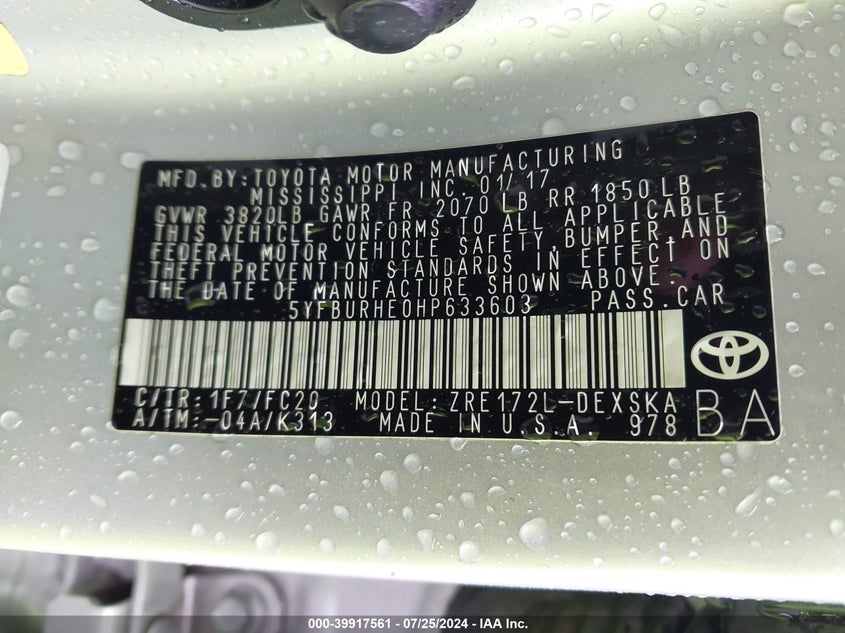 MFD. BY: TOYOTA MOTOR MANUFACTURING
MISSISSIPPI INC. 01/17
GVWR 3820LB GAWR FR 2070 LB RR 1850 LB
THIS VEHICLE CONFORMS TO ALL APPLICABLE
FEDERAL MOTOR VEHICLE SAFETY, BUMPER, AND
THEFT PREVENTION STANDARDS IN EFFECT ON
THE DATE OF MANUFACTURE SHOWN ABOVE.
5YFBURHE0HP633603 PASS. CAR
C/TR: 1F7/FC20 MODEL: ZRE172L-DEXSKA
A/TM: -04A/K313 MADE IN U.S.A. 978 BA
000-39917561 | 07/25/2024 | IAA Inc.